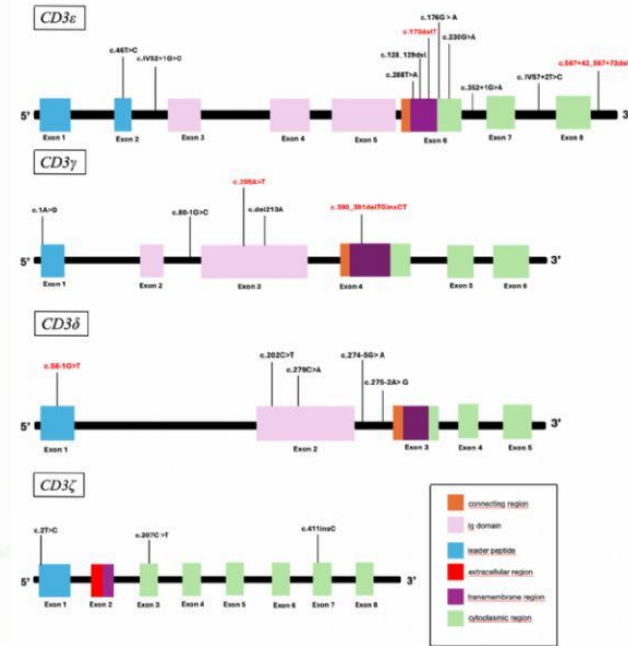 CD3ε
c.46T>C
c.IVS2+1G>C
c.288T>A
c.128_129del
c.173delT
c.176G > A
c.230G>A
c.352+1G>A
c.IVS7+2T>C
c.567+42_567+73del
5’
3’
Exon 1
Exon 2
Exon 3
Exon 4
Exon 5
Exon 6
Exon 7
Exon 8
CD3γ
c.1A>G
c.80-1G>C
c.205A>T
c.del213A
c.390_391delTGinsCT
5’
3’
Exon 1
Exon 2
Exon 3
Exon 4
Exon 5
Exon 6
CD3δ
c.56-1G>T
c.202C>T
c.279C>A
c.274-5G> A
c.275-2A> G
5’
3’
Exon 1
Exon 2
Exon 3
Exon 4
Exon 5
CD3ζ
c.2T>C
c.207C >T
c.411insC
5’
3’
Exon 1
Exon 2
Exon 3
Exon 4
Exon 5
Exon 6
Exon 7
Exon 8
connecting region
Ig domain
leader peptide
extracellular region
transmembrane region
cytoplasmic region